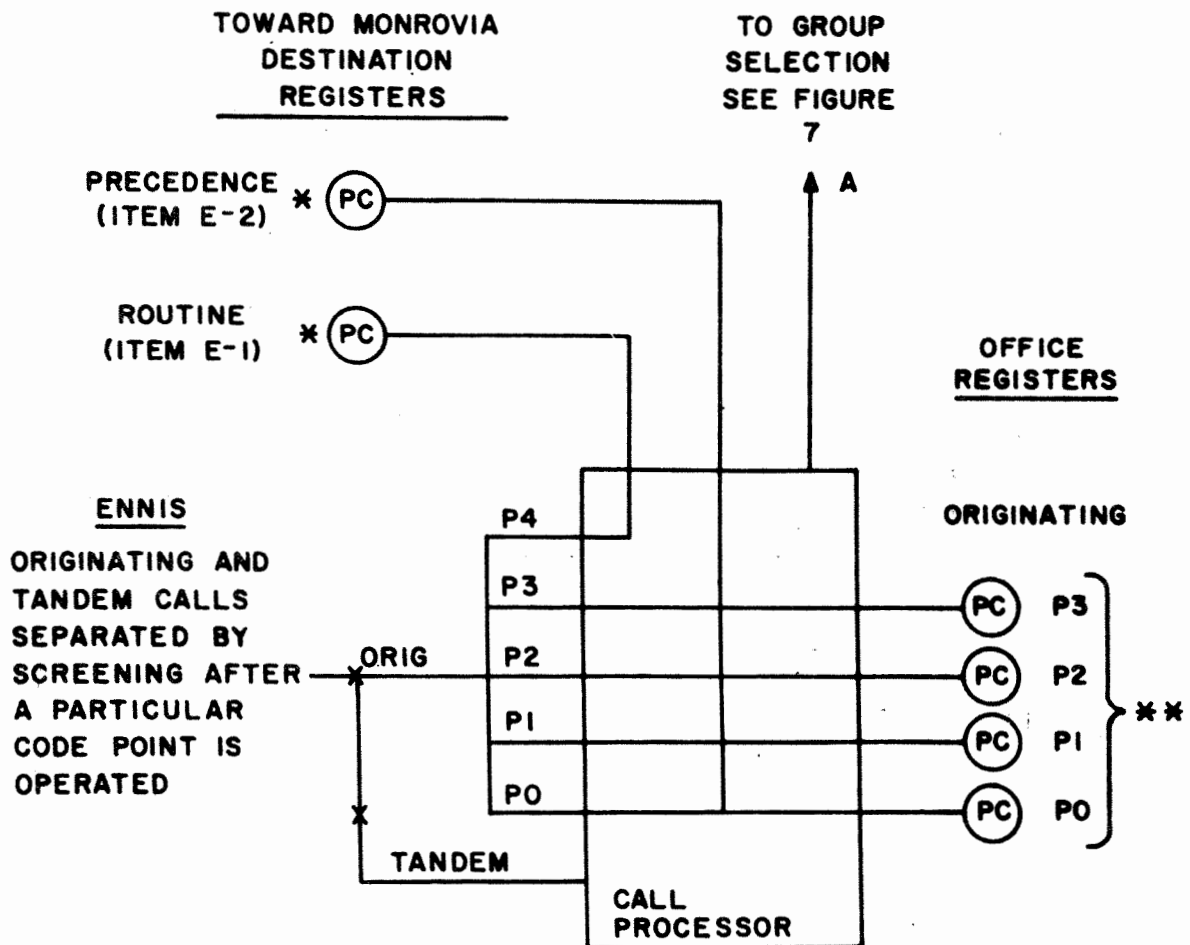 TOWARD MONROVIA
DESTINATION
REGISTERS
TO GROUP
SELECTION
SEE FIGURE
7
A
PRECEDENCE
(ITEM E-2)
* PC
ROUTINE
(ITEM E-1)
* PC
OFFICE
REGISTERS
ENNIS
ORIGINATING AND
TANDEM CALLS
SEPARATED BY
SCREENING AFTER
A PARTICULAR
CODE POINT IS
OPERATED
ORIG
TANDEM
P4
P3
P2
P1
P0
CALL
PROCESSOR
ORIGINATING
PC P3
PC P2
PC P1
PC P0
**